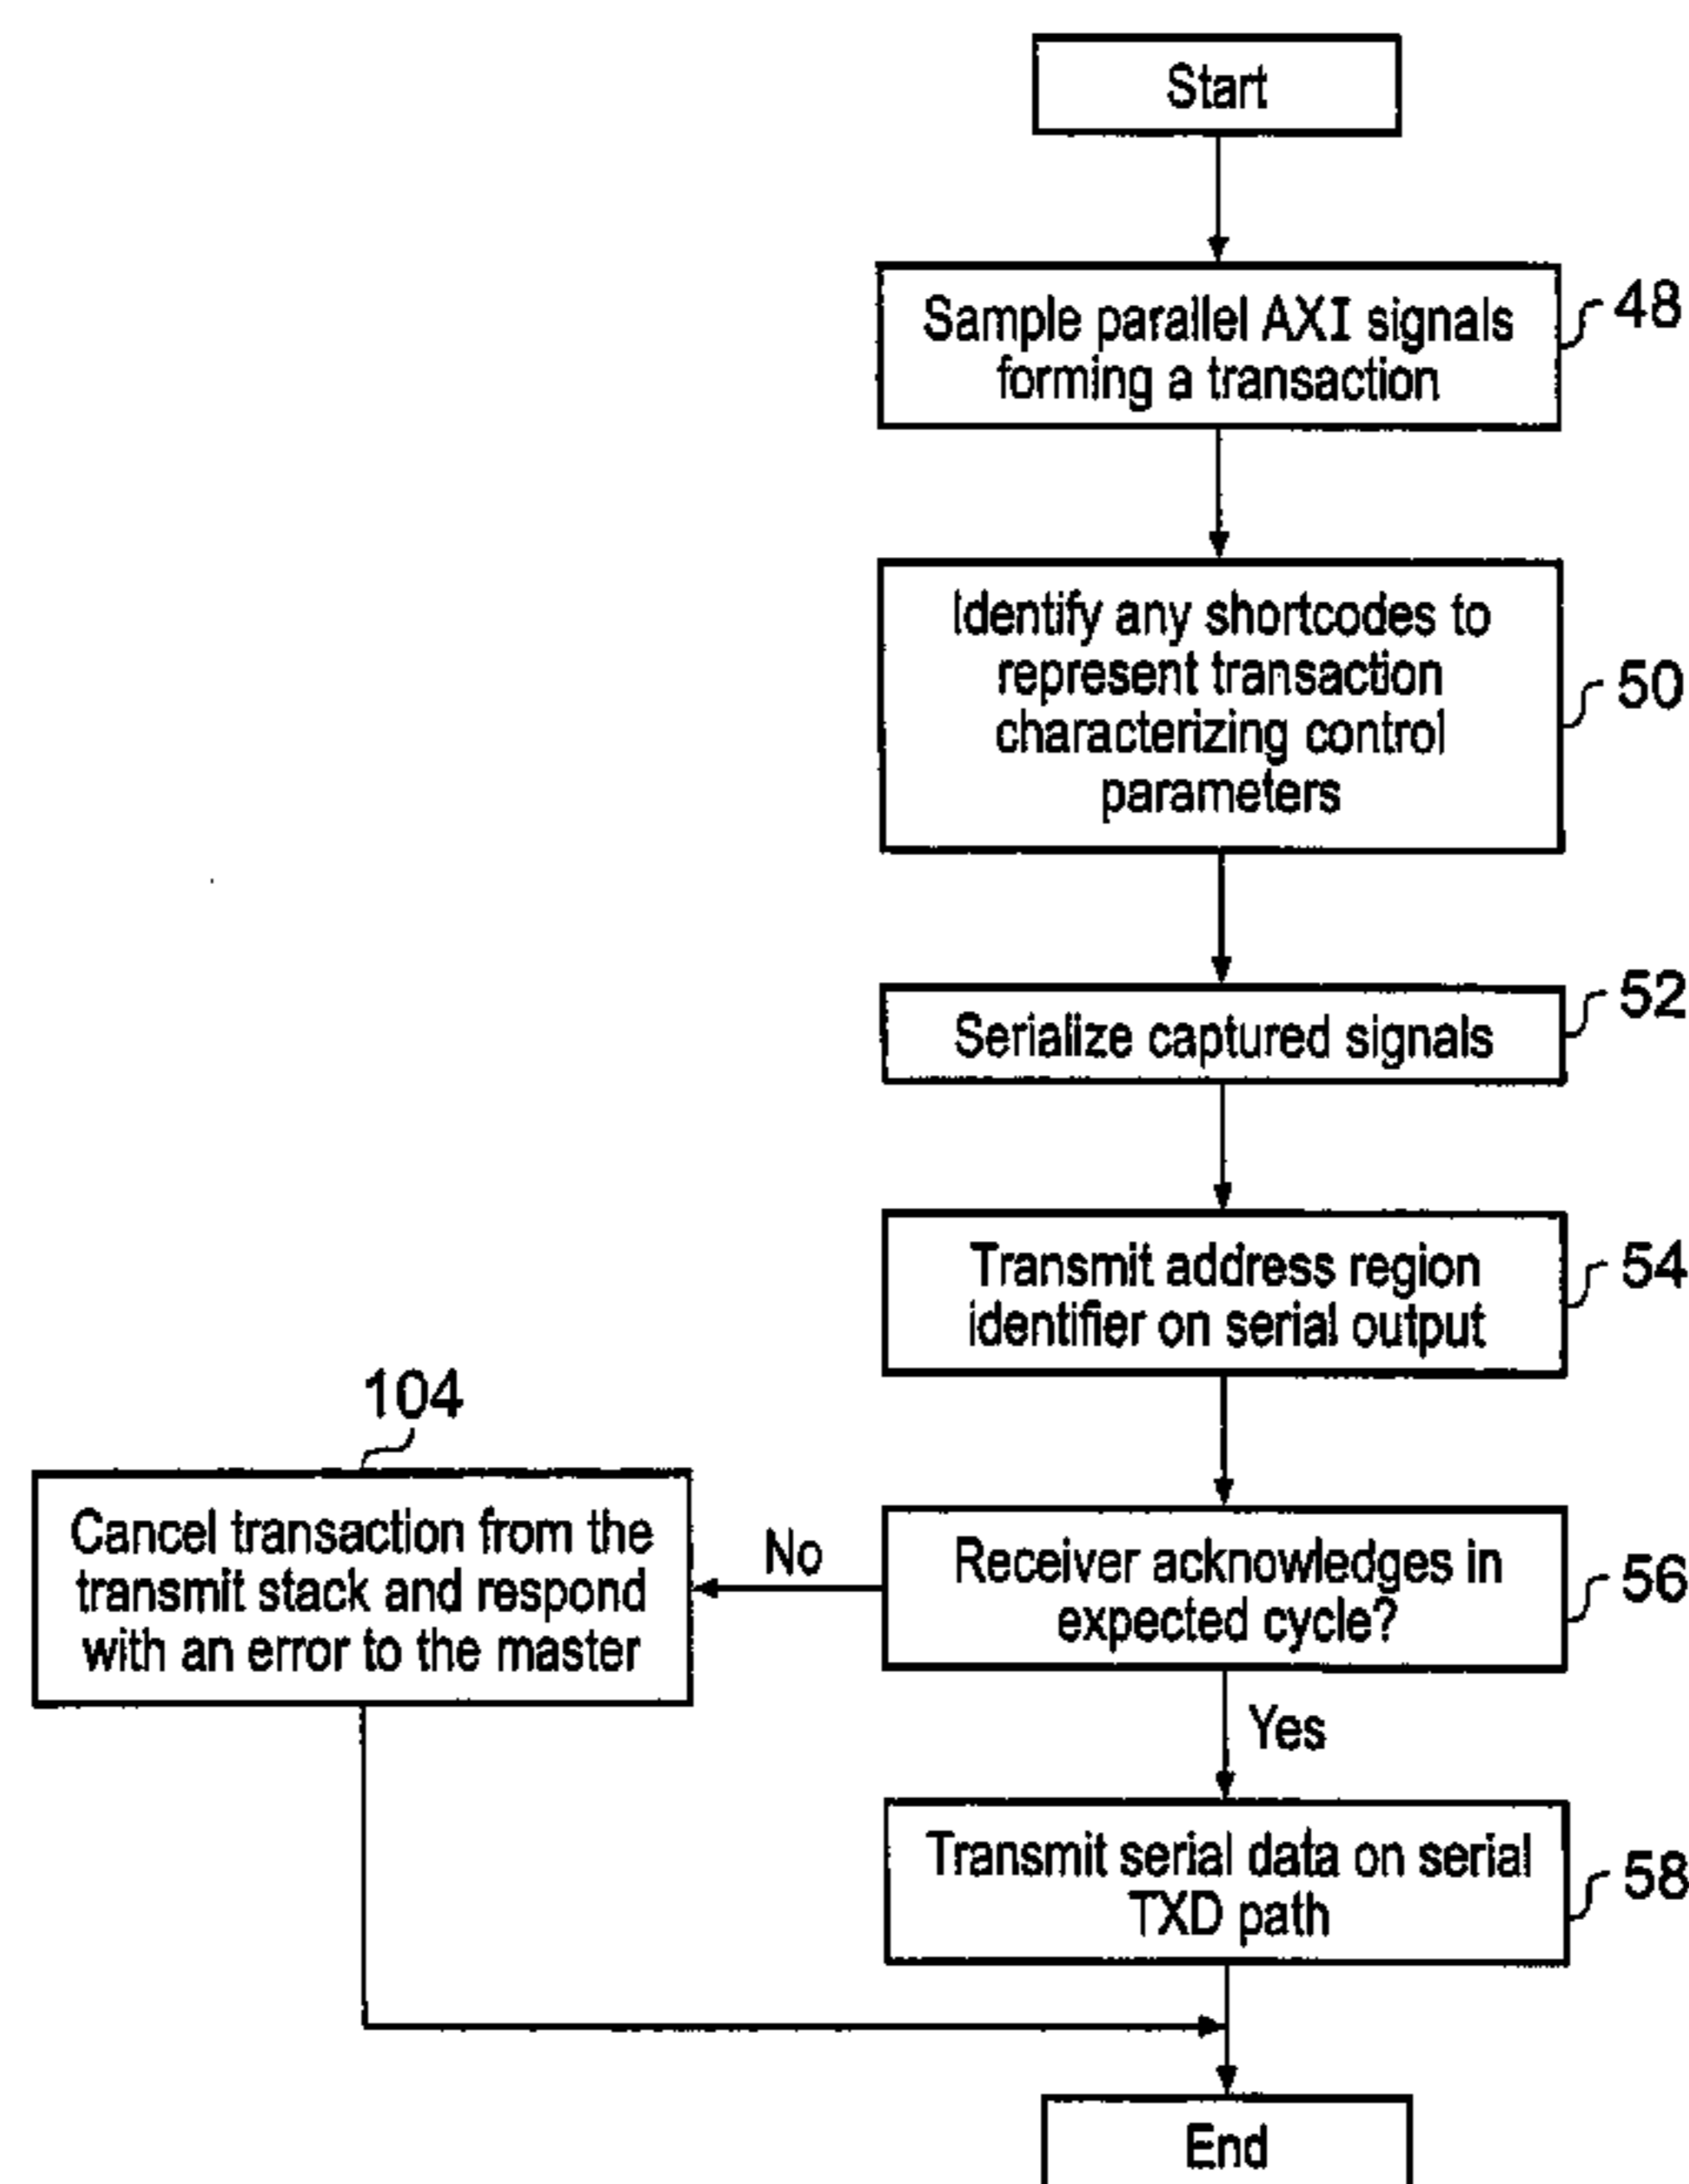 Start
Sample parallel AXI signals
forming a transaction
48
Identify any shortcodes to
represent transaction
characterizing control
parameters
50
Serialize captured signals
52
Transmit address region
identifier on serial output
54
104
Cancel transaction from the
transmit stack and respond
with an error to the master
No
Receiver acknowledges in
expected cycle?
56
Yes
Transmit serial data on serial
TXD path
58
End